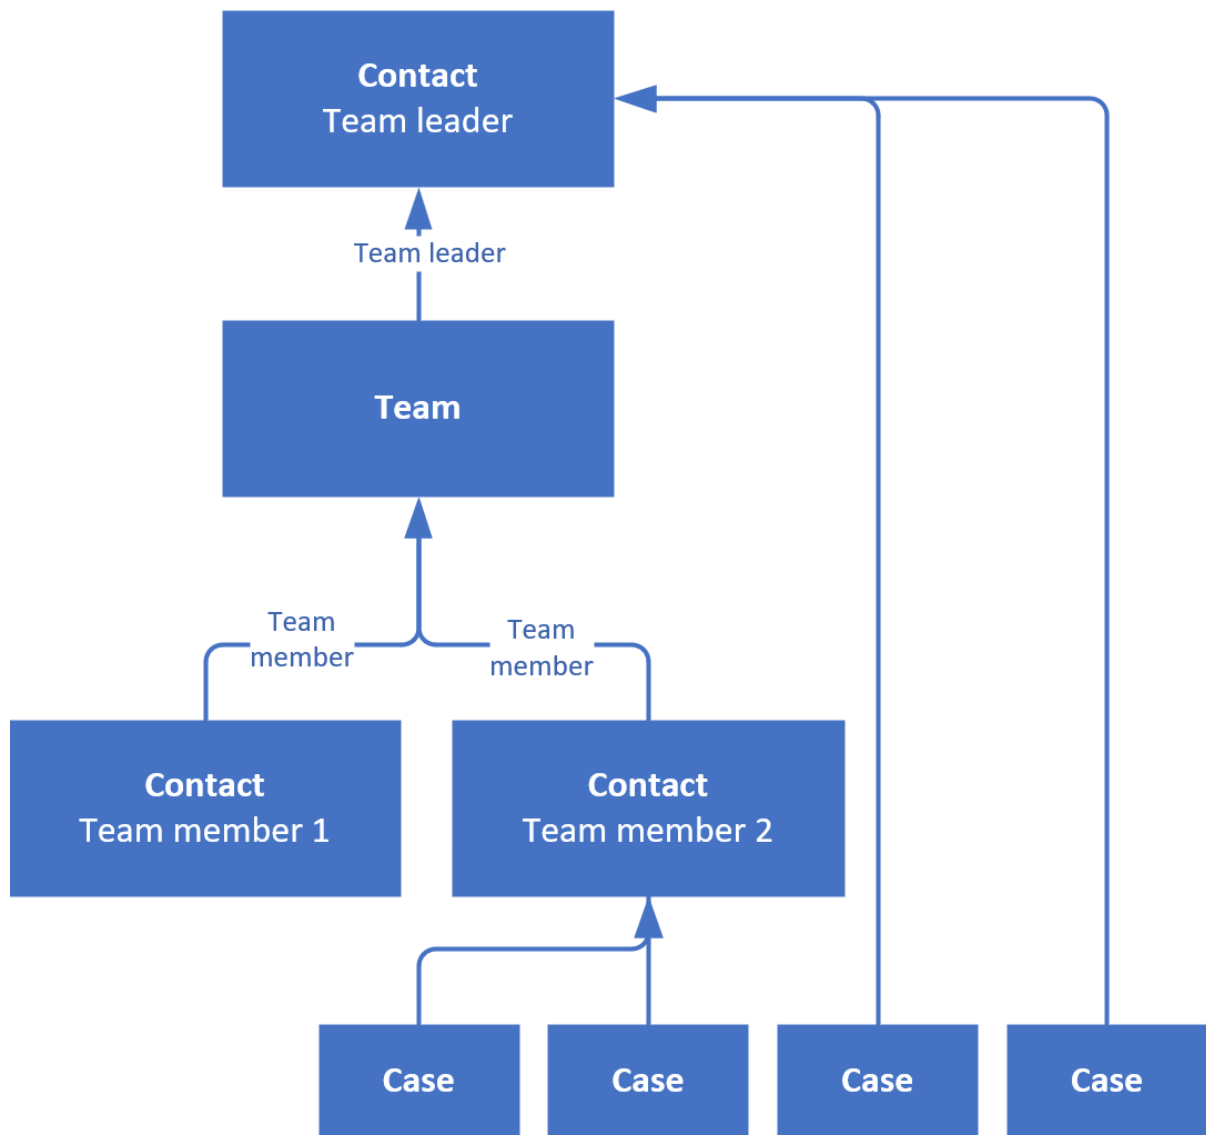 Contact
Team leader
Team leader
Team
Team
member
Team
member
Contact
Team member 1
Contact
Team member 2
Case
Case
Case
Case